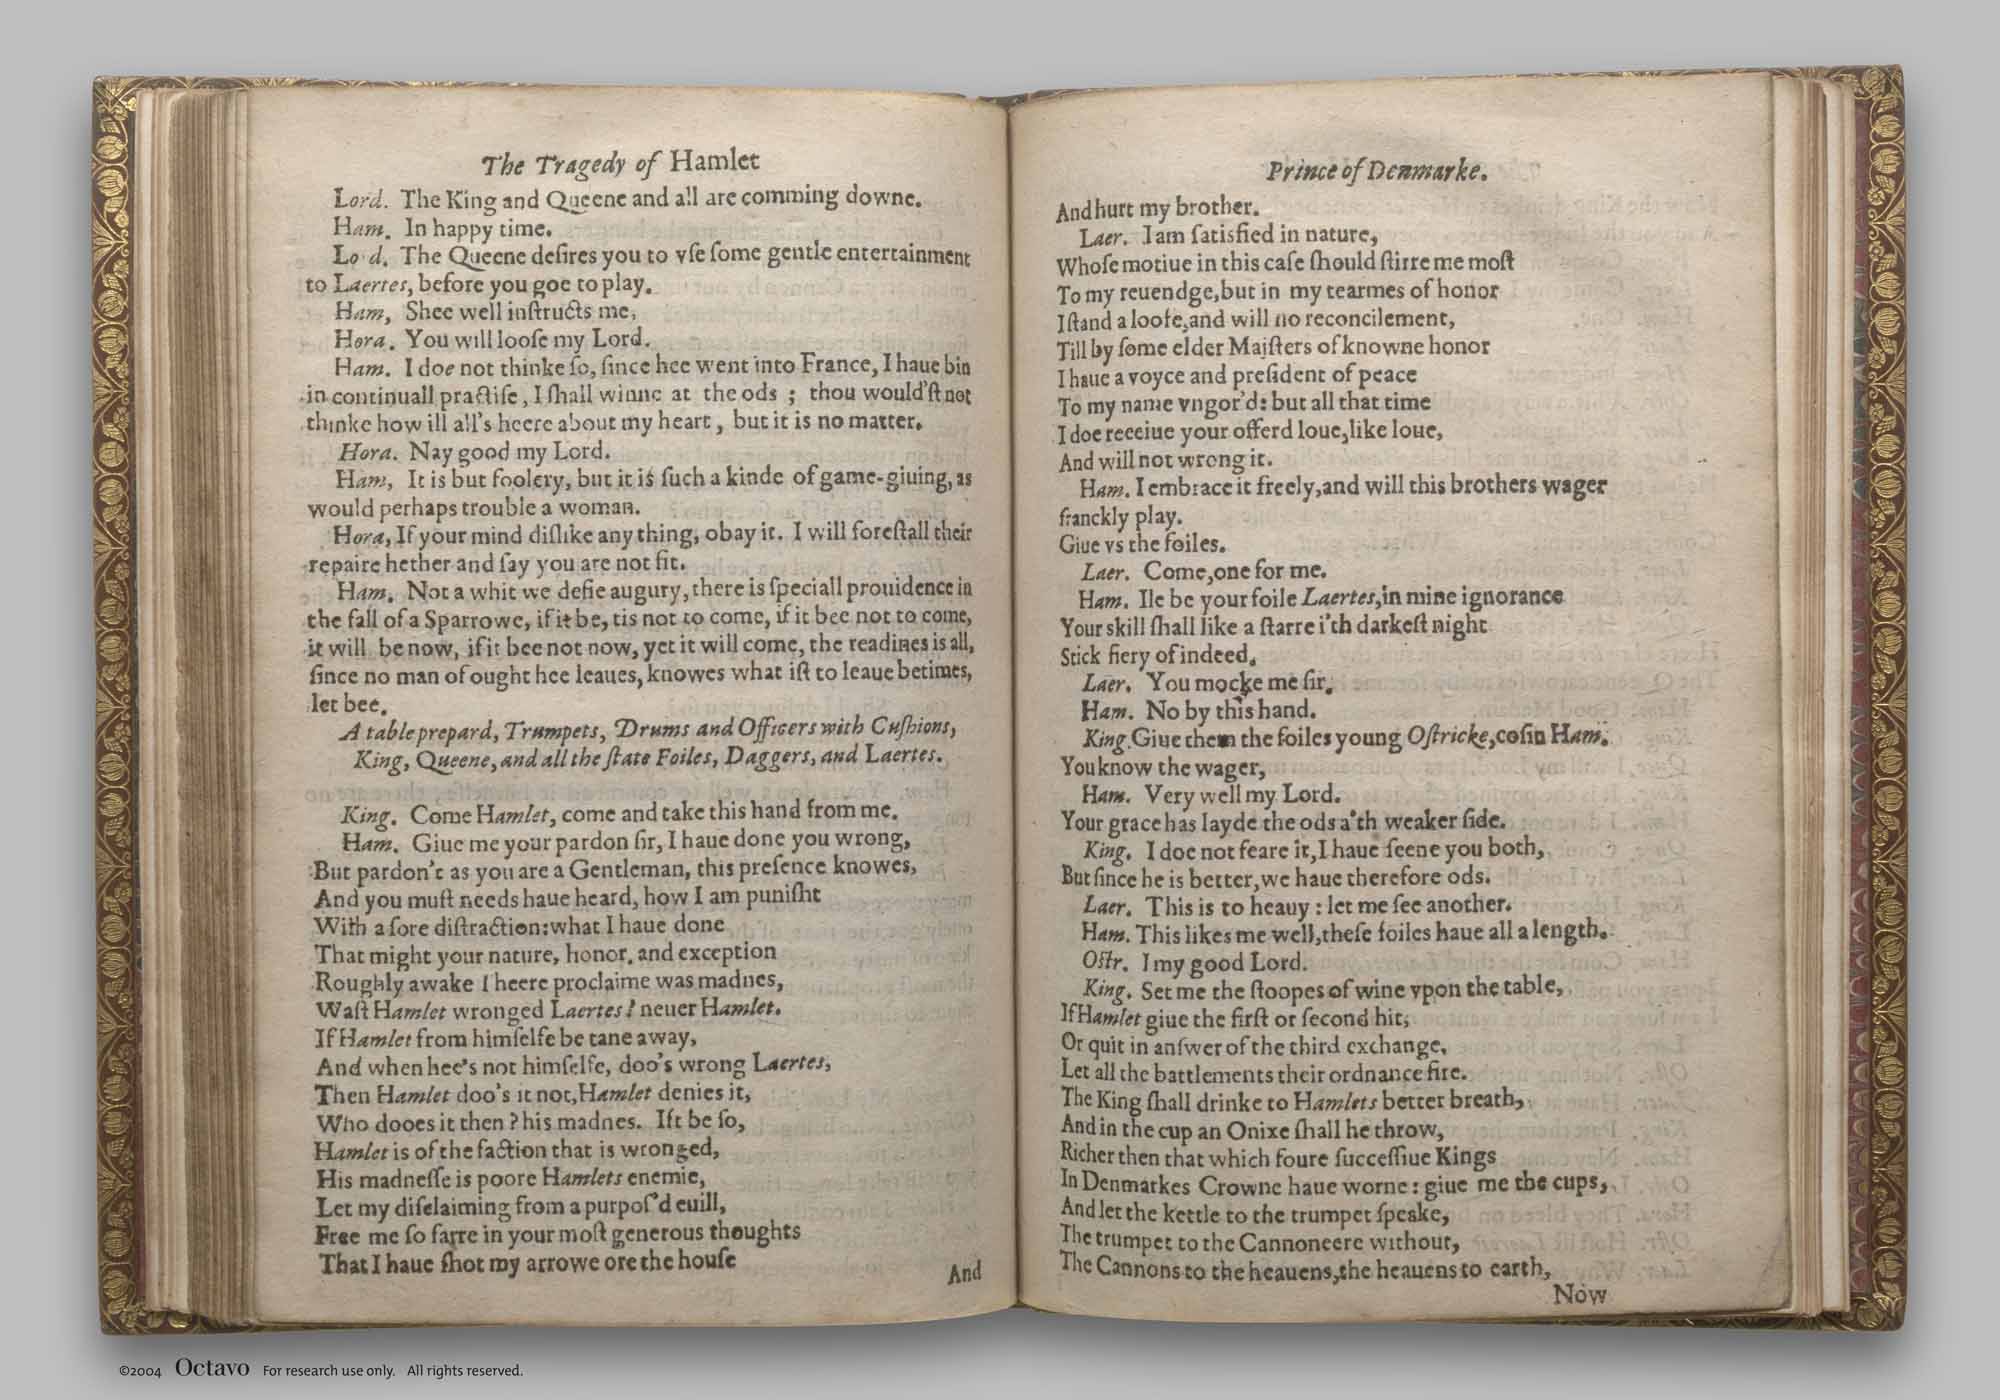 The Tragedy of Hamlet
Lord. The King and Queene and all are comming downe.
Ham. In happy time.
Lo d. The Queene deſires you to vſe ſome gentle entertainment
to Laertes, before you goe to play.
Ham, Shee well inſtructs me,
Hora. You will looſe my Lord.
Ham. I doe not thinke ſo, ſince hee went into France, I haue bin
in continuall practiſe, I ſhall winne at the ods ; thou would'ſt not
thinke how ill all's heere about my heart, but it is no matter.
Hora. Nay good my Lord.
Ham, It is but foolery, but it is ſuch a kinde of game-giuing, as
would perhaps trouble a woman.
Hora, If your mind diſlike any thing, obay it. I will foreſtall their
repaire hether and ſay you are not fit.
Ham. Not a whit we defie augury, there is ſpeciall prouidence in
the fall of a Sparrowe, if it be, tis not to come, if it bee not to come,
it will be now, if it bee not now, yet it will come, the readines is all,
ſince no man of ought hee leaues, knowes what iſt to leaue betimes,
let bee.
A table prepard, Trumpets, Drums and Officers with Cuſhions,
King, Queene, and all the ſtate Foiles, Daggers, and Laertes.
King. Come Hamlet, come and take this hand from me.
Ham. Giue me your pardon ſir, I haue done you wrong,
But pardon't as you are a Gentleman, this preſence knowes,
And you muſt needs haue heard, how I am puniſht
With a ſore diſtraction: what I haue done
That might your nature, honor, and exception
Roughly awake I heere proclaime was madnes,
Waſt Hamlet wronged Laertes? neuer Hamlet.
If Hamlet from himſelfe be tane away,
And when hee's not himſelfe, doo's wrong Laertes,
Then Hamlet doo's it not, Hamlet denies it,
Who dooes it then ? his madnes. Iſt be ſo,
Hamlet is of the faction that is wronged,
His madneſſe is poore Hamlets enemie,
Let my diſclaiming from a purpoſ'd euill,
Free me ſo farre in your moſt generous thoughts
That I haue ſhot my arrowe ore the houſe
And
Prince of Denmarke.
And hurt my brother.
Laer. I am ſatisfied in nature,
Whoſe motiue in this caſe ſhould ſtirre me moſt
To my reuendge, but in my tearmes of honor
I ſtand a looſe, and will no reconcilement,
Till by ſome elder Maiſters of knowne honor
I haue a voyce and preſident of peace
To my name vngor'd: but all that time
I doe receiue your offerd loue, like loue,
And will not wrong it.
Ham. I embrace it freely, and will this brothers wager
franckly play.
Giue vs the foiles.
Laer. Come, one for me.
Ham. Ile be your foile Laertes, in mine ignorance
Your skill ſhall like a ſtarre i'th darkeſt night
Stick fiery of indeed.
Laer. You mocke me ſir.
Ham. No by this hand.
King. Giue them the foiles young Oſtricke, coſin Ham.
You know the wager,
Ham. Very well my Lord.
Your grace has layde the ods a'th weaker ſide.
King. I doe not feare it, I haue ſeene you both,
But ſince he is better, we haue therefore ods.
Laer. This is to heauy : let me ſee another.
Ham. This likes me well, theſe foiles haue all a length.
Oſtr. I my good Lord.
King. Set me the ſtoopes of wine vpon the table,
If Hamlet giue the firſt or ſecond hit,
Or quit in anſwer of the third exchange,
Let all the battlements their ordnance fire.
The King ſhall drinke to Hamlets better breath,
And in the cup an Onixe ſhall he throw,
Richer then that which foure ſucceſſiue Kings
In Denmarkes Crowne haue worne: giue me the cups,
And let the kettle to the trumpet ſpeake,
The trumpet to the Cannoneere without,
The Cannons to the heauens, the heauens to earth,
Now
©2004 Octavo For research use only. All rights reserved.